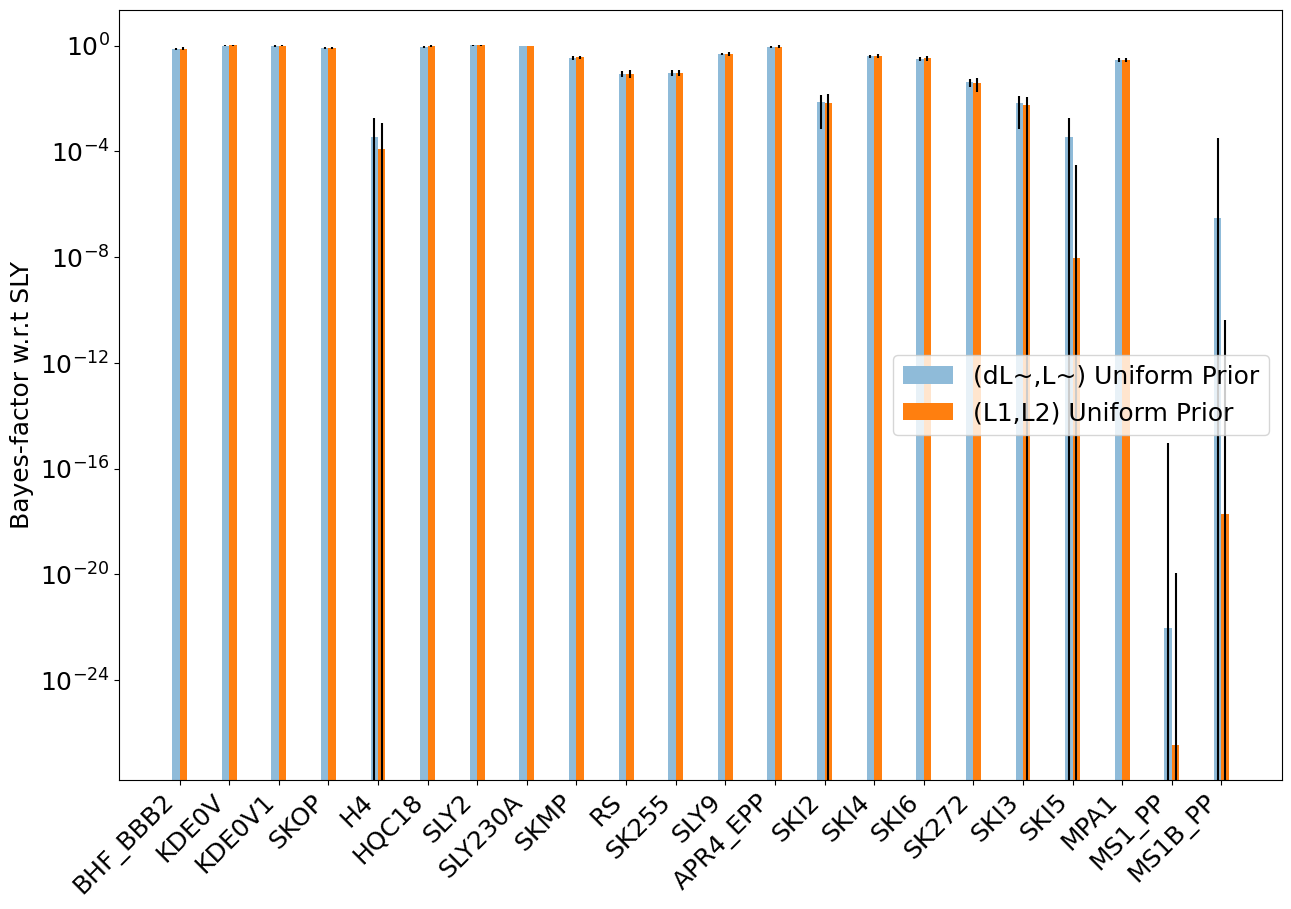 Bayes-factor w.r.t SLY
10^0
10^-4
10^-8
10^-12
10^-16
10^-20
10^-24
(dL~,L~) Uniform Prior
(L1,L2) Uniform Prior
BHF_BBB2
KDE0V
KDE0V1
SKOP
H4
HQC18
SLY2
SLY230A
SKMP
RS
SK255
SLY9
APR4_EPP
SKI2
SKI4
SKI6
SK272
SKI3
SKI5
MPA1
MS1_PP
MS1B_PP